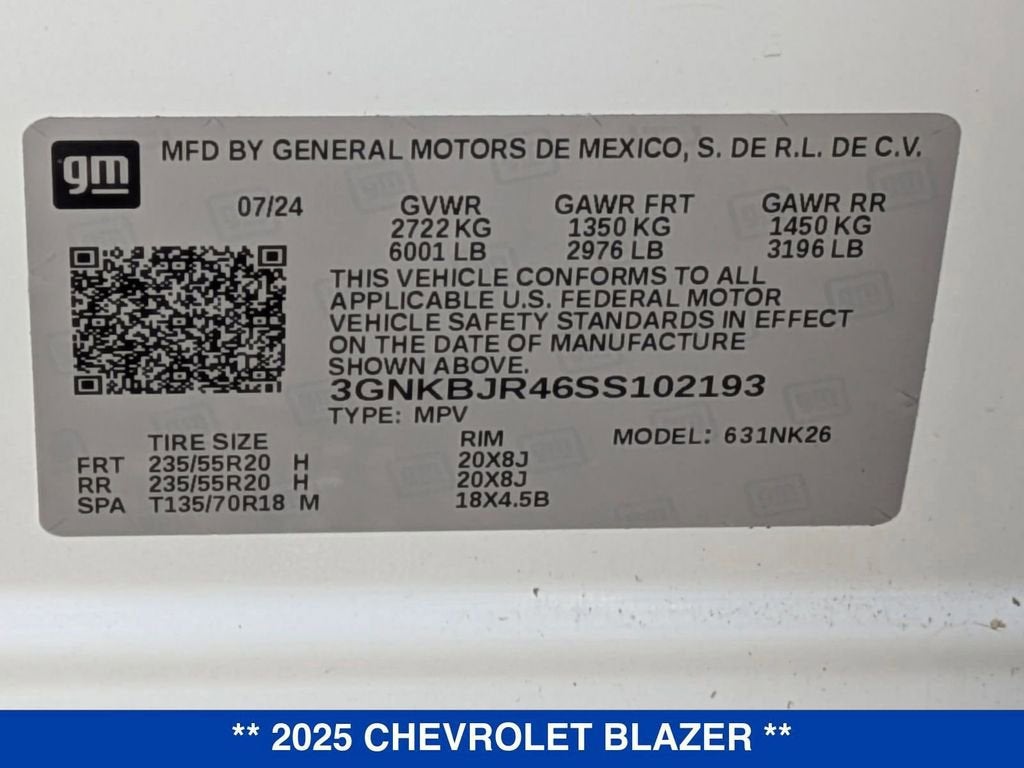 gm
MFD BY GENERAL MOTORS DE MEXICO, S. DE R.L. DE C.V.
07/24 GVWR GAWR FRT GAWR RR
2722 KG 1350 KG 1450 KG
6001 LB 2976 LB 3196 LB
THIS VEHICLE CONFORMS TO ALL
APPLICABLE U.S. FEDERAL MOTOR
VEHICLE SAFETY STANDARDS IN EFFECT
ON THE DATE OF MANUFACTURE
SHOWN ABOVE.
3GNKBJR46SS102193
TYPE: MPV
TIRE SIZE RIM MODEL: 631NK26
FRT 235/55R20 H 20X8J
RR 235/55R20 H 20X8J
SPA T135/70R18 M 18X4.5B
** 2025 CHEVROLET BLAZER **